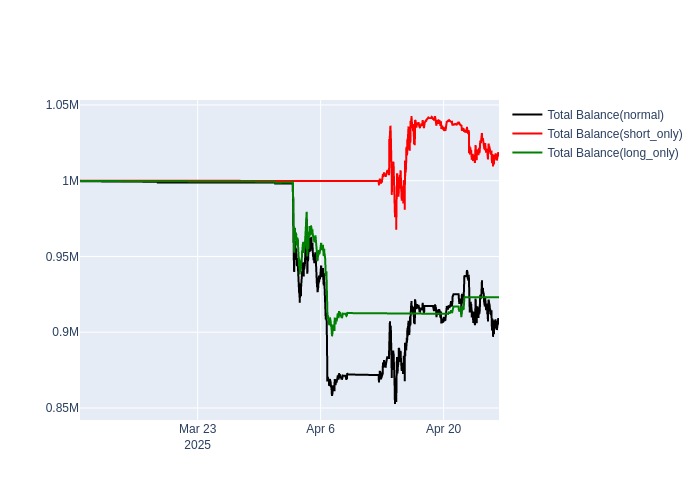 1.05M
1M
0.95M
0.9M
0.85M
Mar 23
2025
Apr 6
Apr 20
Total Balance(normal)
Total Balance(short_only)
Total Balance(long_only)